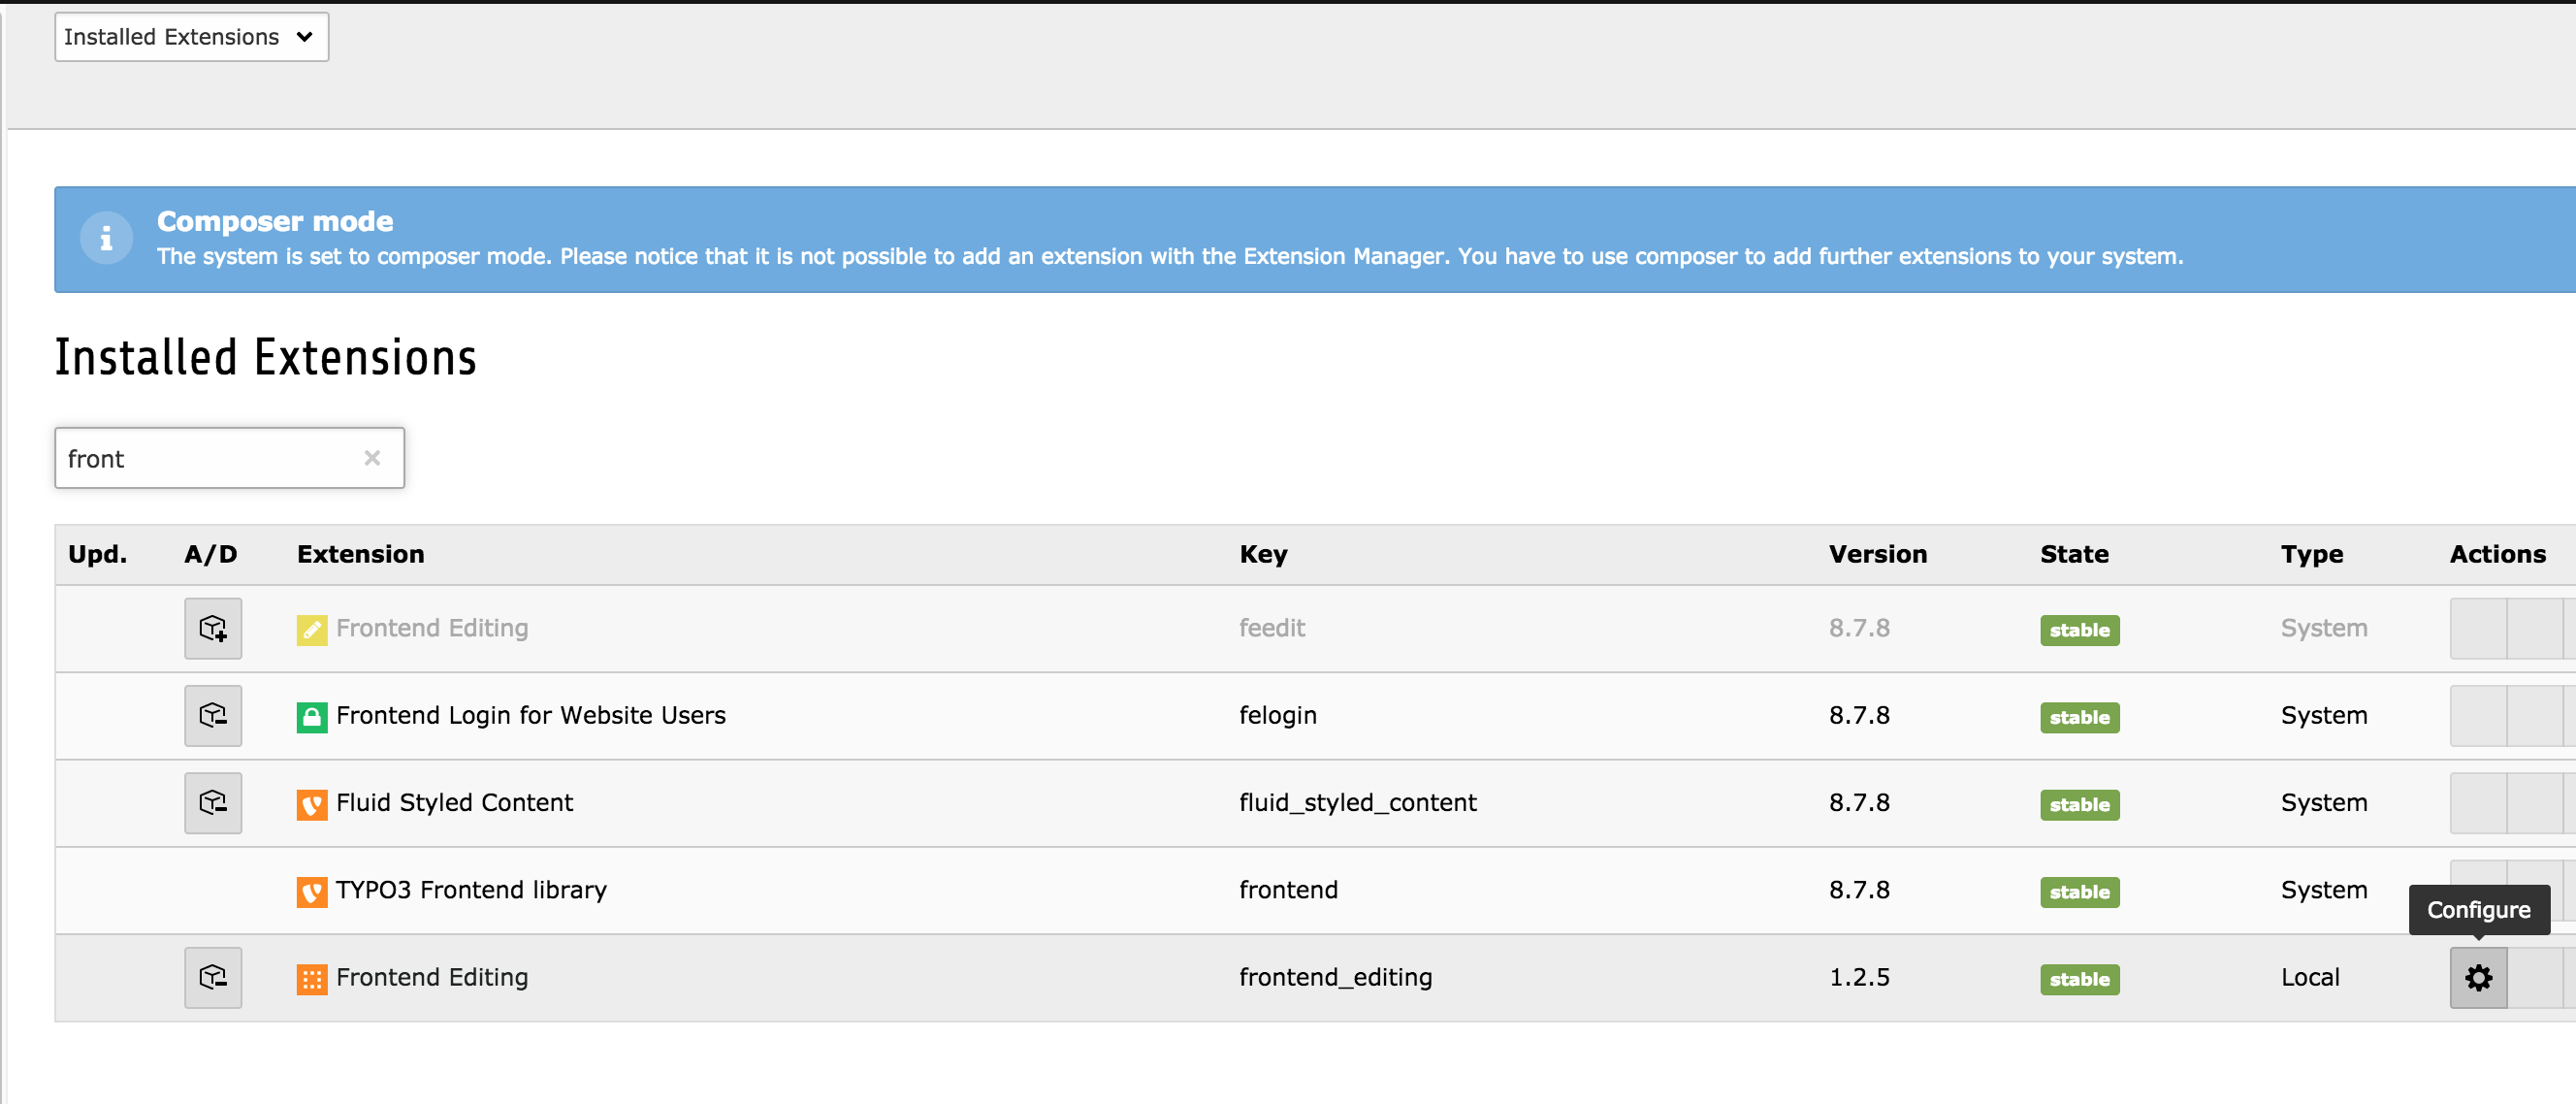 Installed Extensions
Composer mode
The system is set to composer mode. Please notice that it is not possible to add an extension with the Extension Manager. You have to use composer to add further extensions to your system.
Installed Extensions
front
Upd. A/D Extension Key Version State Type Actions
Frontend Editing feedit 8.7.8 stable System
Frontend Login for Website Users felogin 8.7.8 stable System
Fluid Styled Content fluid_styled_content 8.7.8 stable System
TYPO3 Frontend library frontend 8.7.8 stable System
Configure
Frontend Editing frontend_editing 1.2.5 stable Local